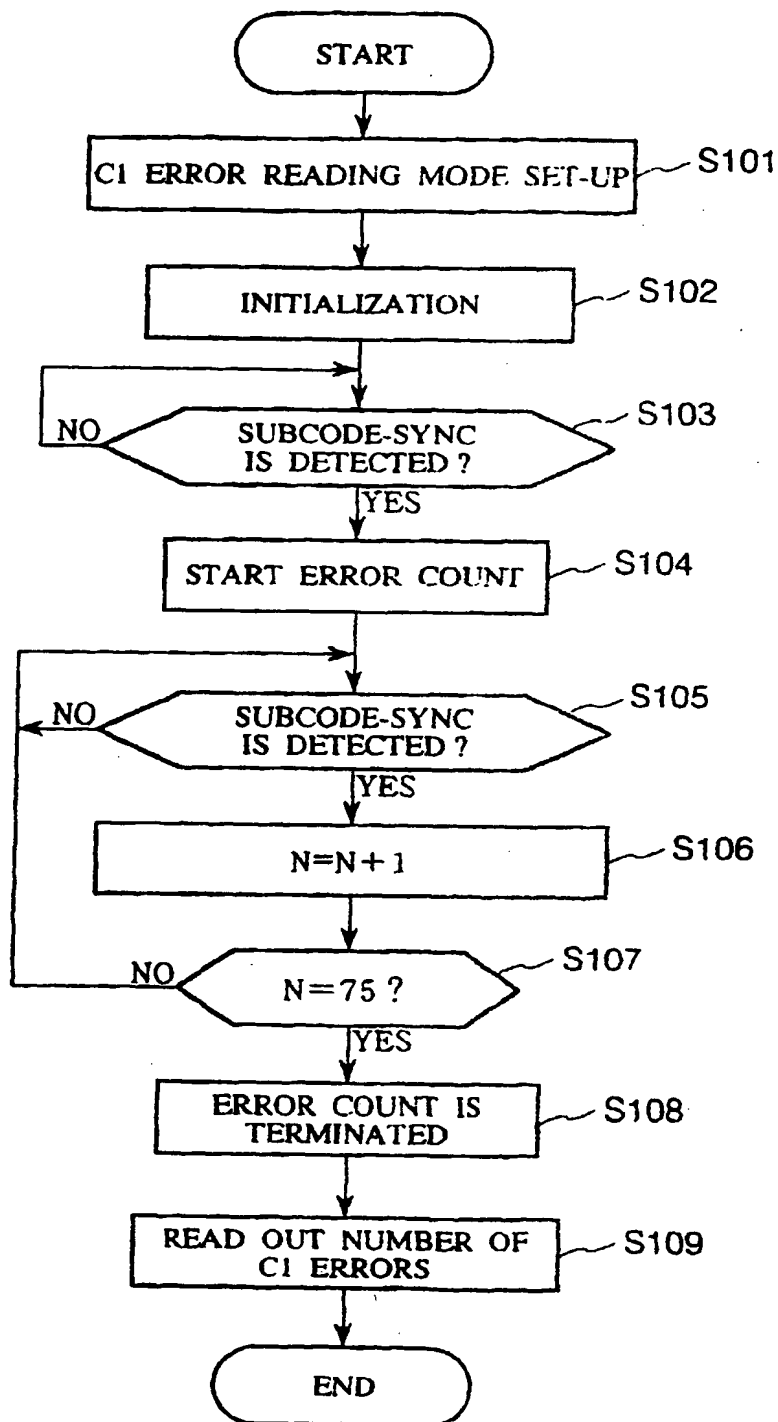 START
C1 ERROR READING MODE SET-UP
S101
INITIALIZATION
S102
SUBCODE-SYNC
IS DETECTED ?
S103
NO
YES
START ERROR COUNT
S104
SUBCODE-SYNC
IS DETECTED ?
S105
NO
YES
N=N+1
S106
N=75 ?
S107
NO
YES
ERROR COUNT IS
TERMINATED
S108
READ OUT NUMBER OF
C1 ERRORS
S109
END